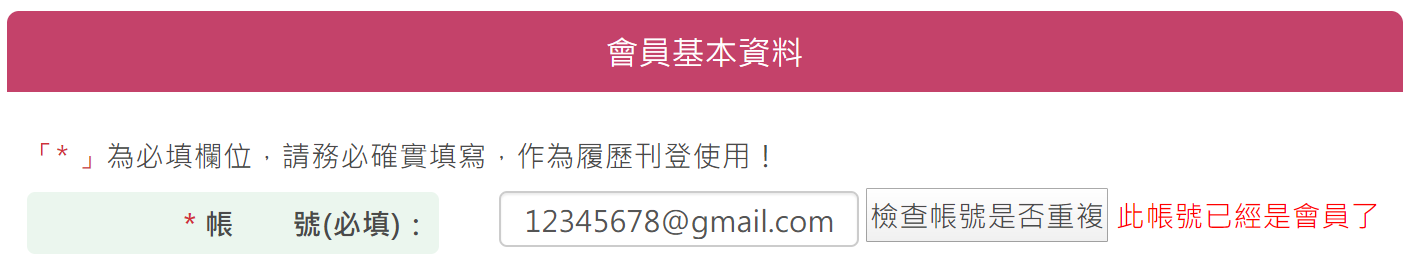 會員基本資料
「*」為必填欄位，請務必確實填寫，作為履歷刊登使用！
* 帳　　號(必填)： 12345678@gmail.com 檢查帳號是否重複 此帳號已經是會員了